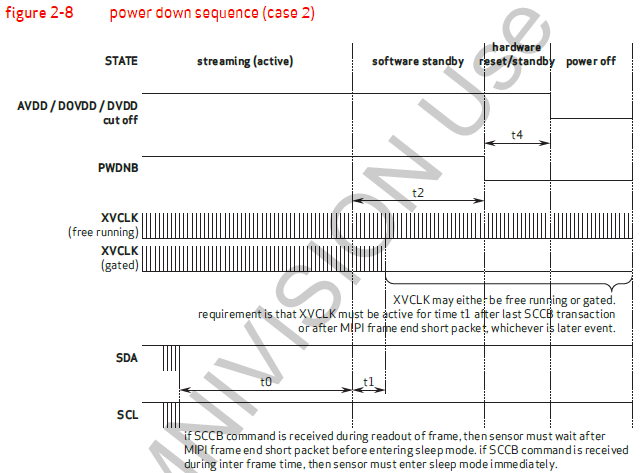 figure 2-8 power down sequence (case 2)
STATE streaming (active) software standby hardware reset/standby power off
AVDD / DOVDD / DVDD
cut off
t4
PWDNB
t2
XVCLK
(free running)
XVCLK
(gated)
XVCLK may either be free running or gated.
requirement is that XVCLK must be active for time t1 after last SCCB transaction
or after MIPI frame end short packet, whichever is later event.
SDA
t0 t1
SCL
if SCCB command is received during readout of frame, then sensor must wait after
MIPI frame end short packet before entering sleep mode. if SCCB command is received
during inter frame time, then sensor must enter sleep mode immediately.
MNIVISION Use